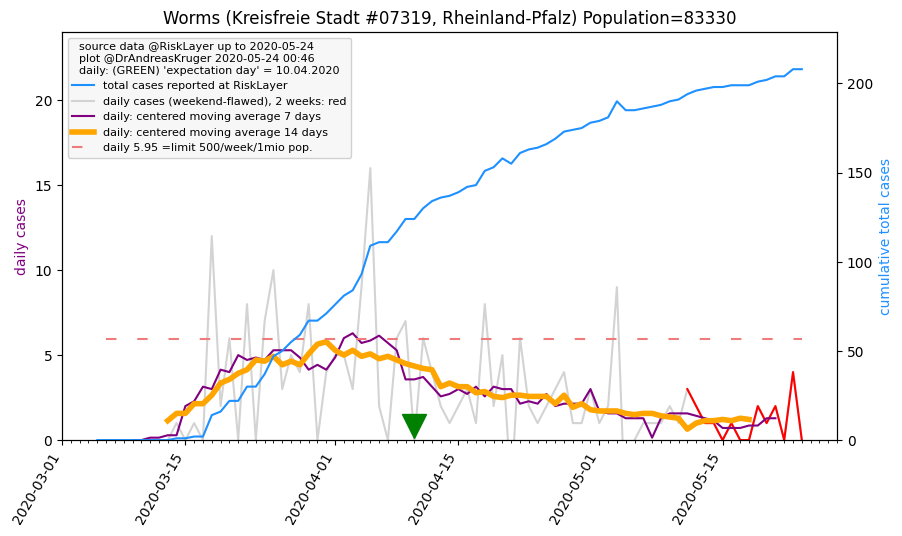 Worms (Kreisfreie Stadt #07319, Rheinland-Pfalz) Population=83330
source data @RiskLayer up to 2020-05-24
plot @DrAndreasKruger 2020-05-24 00:46
daily: (GREEN) 'expectation day' = 10.04.2020
total cases reported at RiskLayer
daily cases (weekend-flawed), 2 weeks: red
daily: centered moving average 7 days
daily: centered moving average 14 days
daily 5.95 =limit 500/week/1mio pop.
daily cases
20
15
10
5
0
cumulative total cases
200
150
100
50
0
2020-03-01
2020-03-15
2020-04-01
2020-04-15
2020-05-01
2020-05-15